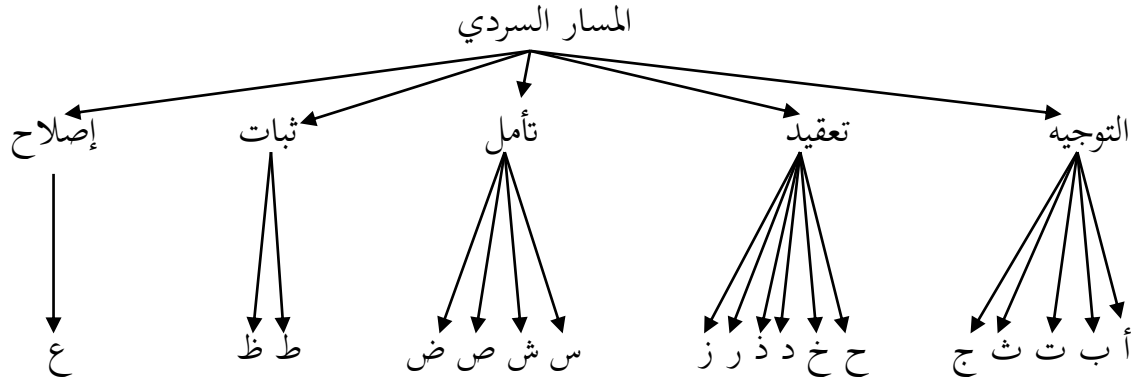 المسار السردي
التوجيه تعقيد تأمل ثبات إصلاح
أ ب ت ث ج ح خ د ذ ر ز س ش ص ض ط ظ ع